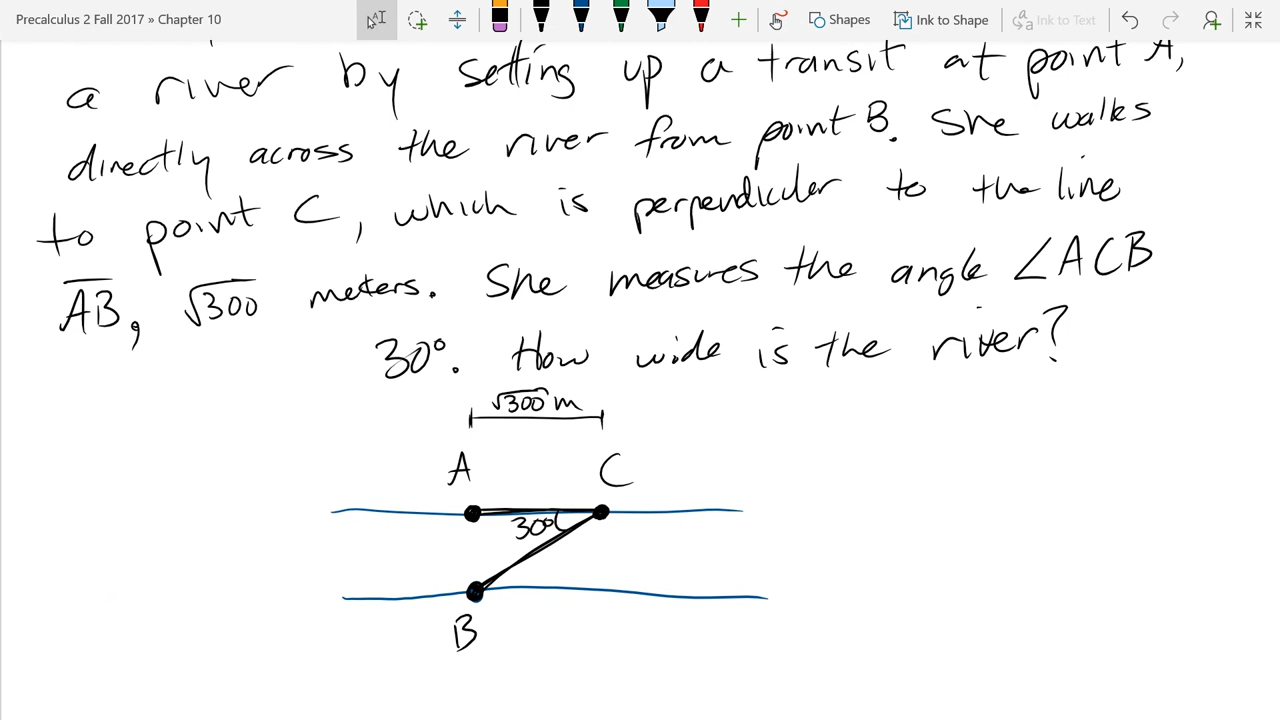 Precalculus 2 Fall 2017 » Chapter 10
Shapes
Ink to Shape
Ink to Text
a river by setting up a transit at point A,
directly across the river from point B. She walks
to point C, which is perpendicular to the line
AB, √300 meters. She measures the angle ∠ACB
30°. How wide is the river?
√300 m
A C
30°
B